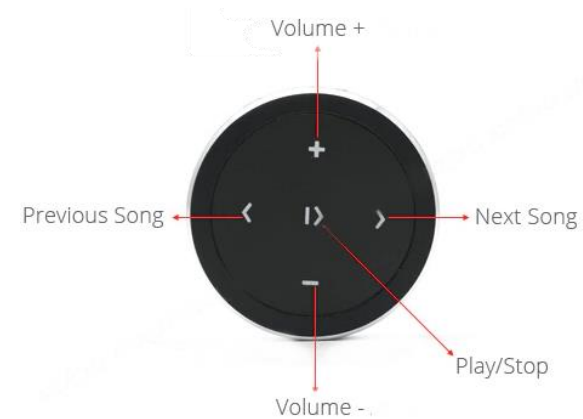 Volume +
Previous Song
Next Song
Play/Stop
Volume -